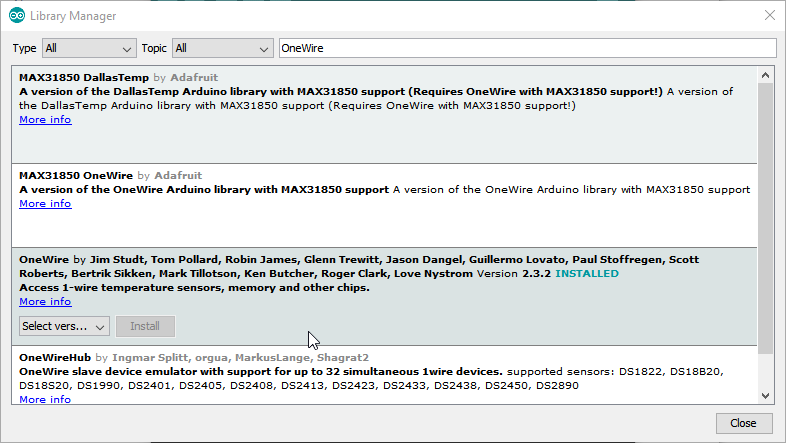 Library Manager
Type All Topic All OneWire
MAX31850 DallasTemp by Adafruit
A version of the DallasTemp Arduino library with MAX31850 support (Requires OneWire with MAX31850 support!) A version of
the DallasTemp Arduino library with MAX31850 support (Requires OneWire with MAX31850 support!)
More info
MAX31850 OneWire by Adafruit
A version of the OneWire Arduino library with MAX31850 support A version of the OneWire Arduino library with MAX31850 support
More info
OneWire by Jim Studt, Tom Pollard, Robin James, Glenn Trewitt, Jason Dangel, Guillermo Lovato, Paul Stoffregen, Scott
Roberts, Bertrik Sikken, Mark Tillotson, Ken Butcher, Roger Clark, Love Nystrom Version 2.3.2 INSTALLED
Access 1-wire temperature sensors, memory and other chips.
More info
Select vers... Install
OneWireHub by Ingmar Splitt, orgua, MarkusLange, Shagrat2
OneWire slave device emulator with support for up to 32 simultaneous 1wire devices. supported sensors: DS1822, DS18B20,
DS18S20, DS1990, DS2401, DS2405, DS2408, DS2413, DS2423, DS2433, DS2438, DS2450, DS2890
More info
Close